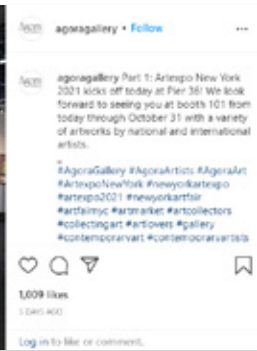 agoragallery • Follow
agoragallery Part 1: Artexpo New York
2021 kicks off today at Pier 36! We look
forward to seeing you at booth 101 from
today through October 31 with a variety
of artworks by national and international
artists.
#AgoraGallery #AgoraArtists #AgoraArt
#ArtexpoNewYork #newyorkartexpo
#artexpo2021 #newyorkartfair
#artfairnyc #artmarket #artcollectors
#collectingart #artlovers #gallery
#contemporaryart #contemporaryartists
1,009 likes
5 DAYS AGO
Log in to like or comment.